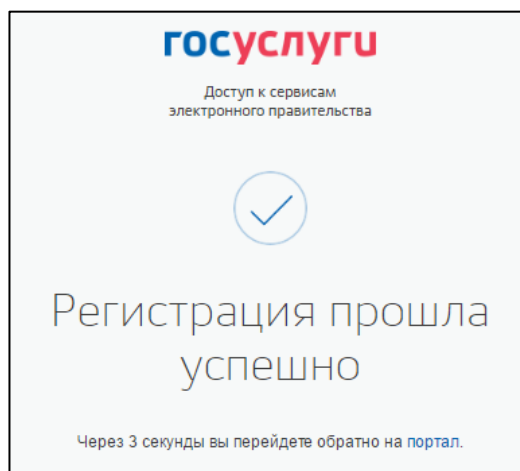 госуслуги
Доступ к сервисам
электронного правительства
Регистрация прошла
успешно
Через 3 секунды вы перейдете обратно на портал.